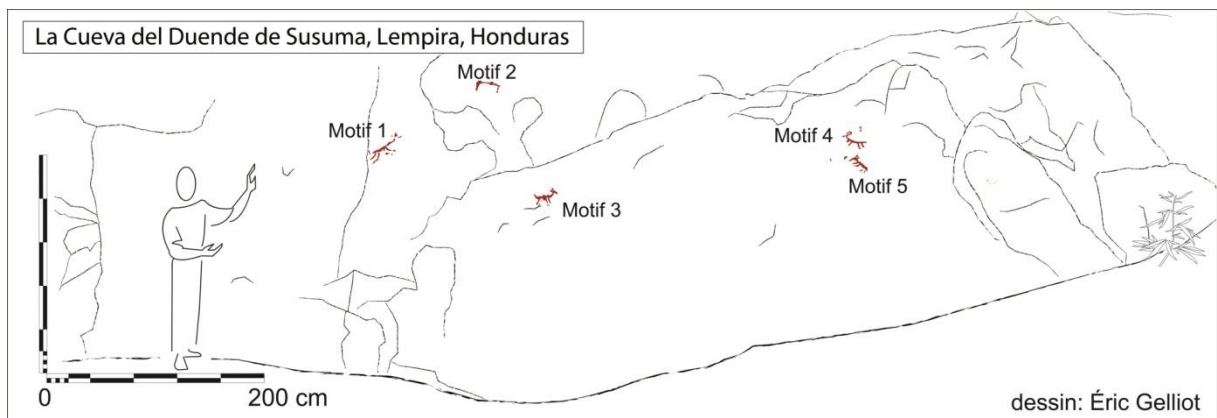 La Cueva del Duende de Susuma, Lempira, Honduras
Motif 2
Motif 1
Motif 4
Motif 5
Motif 3
0 200 cm
dessin: Éric Gelliot